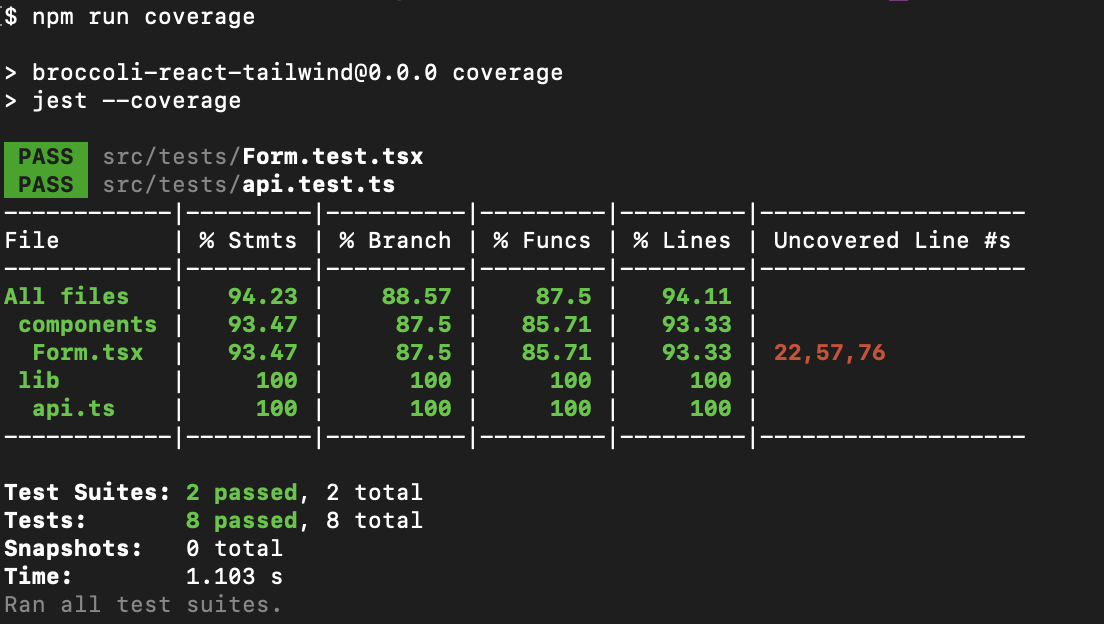 $ npm run coverage
> broccoli-react-tailwind@0.0.0 coverage
> jest --coverage
PASS src/tests/Form.test.tsx
PASS src/tests/api.test.ts
------------|---------|----------|---------|---------|-------------------
File        | % Stmts | % Branch | % Funcs | % Lines | Uncovered Line #s
------------|---------|----------|---------|---------|-------------------
All files   |   94.23 |    88.57 |    87.5 |   94.11 |
 components |   93.47 |     87.5 |   85.71 |   93.33 |
  Form.tsx  |   93.47 |     87.5 |   85.71 |   93.33 | 22,57,76
 lib        |     100 |      100 |     100 |     100 |
  api.ts    |     100 |      100 |     100 |     100 |
------------|---------|----------|---------|---------|-------------------
Test Suites: 2 passed, 2 total
Tests:       8 passed, 8 total
Snapshots:   0 total
Time:        1.103 s
Ran all test suites.